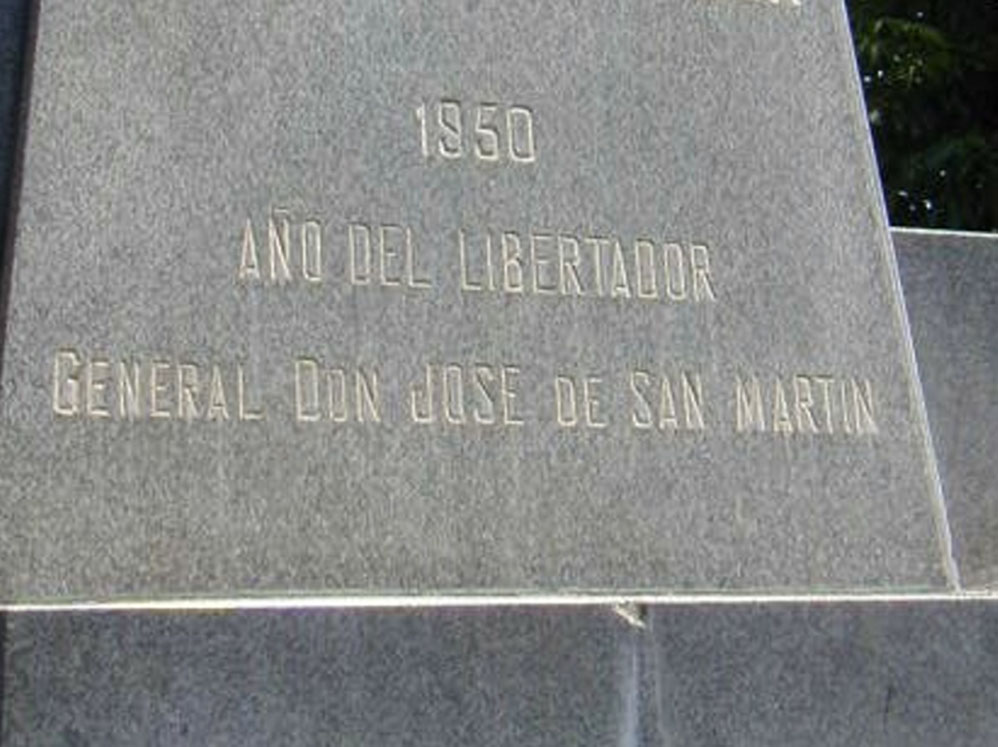 1950
AÑO DEL LIBERTADOR
GENERAL DON JOSE DE SAN MARTIN